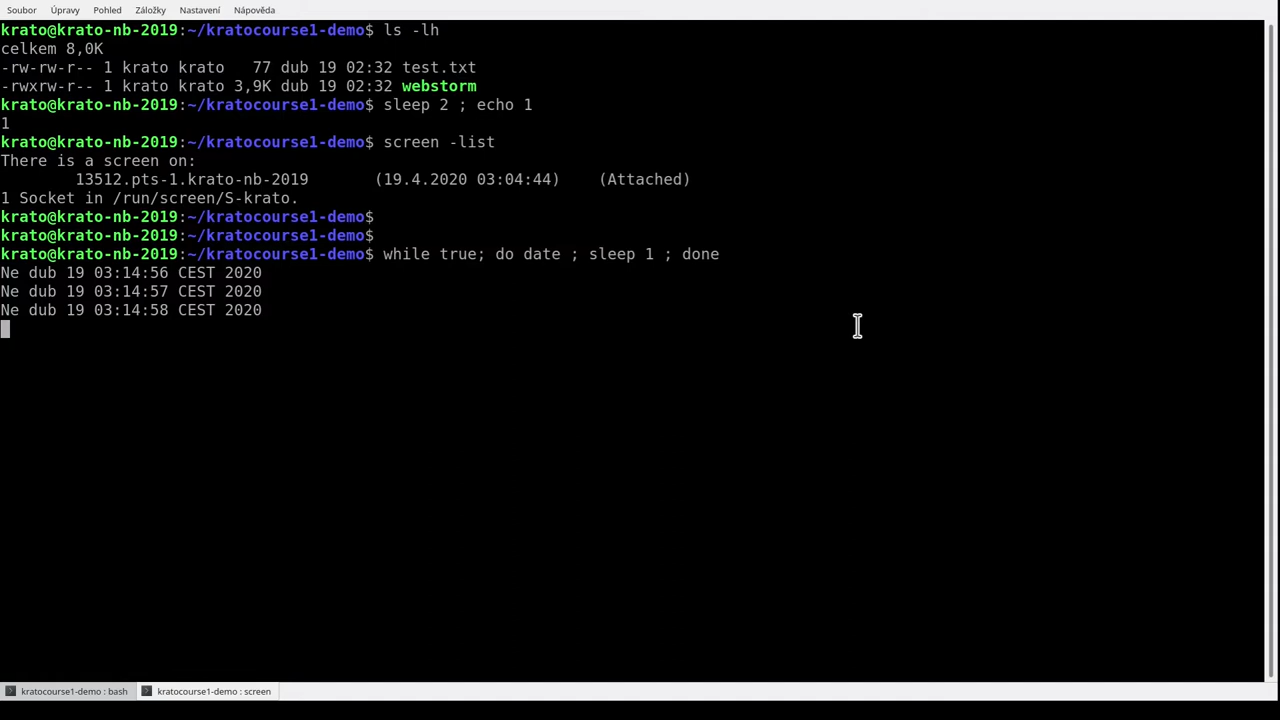 Soubor Úpravy Pohled Záložky Nastavení Nápověda
krato@krato-nb-2019:~/kratocourse1-demo$ ls -lh
celkem 8,0K
-rw-rw-r-- 1 krato krato   77 dub 19 02:32 test.txt
-rwxrw-r-- 1 krato krato 3,9K dub 19 02:32 webstorm
krato@krato-nb-2019:~/kratocourse1-demo$ sleep 2 ; echo 1
1
krato@krato-nb-2019:~/kratocourse1-demo$ screen -list
There is a screen on:
        13512.pts-1.krato-nb-2019       (19.4.2020 03:04:44)    (Attached)
1 Socket in /run/screen/S-krato.
krato@krato-nb-2019:~/kratocourse1-demo$
krato@krato-nb-2019:~/kratocourse1-demo$
krato@krato-nb-2019:~/kratocourse1-demo$ while true; do date ; sleep 1 ; done
Ne dub 19 03:14:56 CEST 2020
Ne dub 19 03:14:57 CEST 2020
Ne dub 19 03:14:58 CEST 2020
kratocourse1-demo : bash kratocourse1-demo : screen